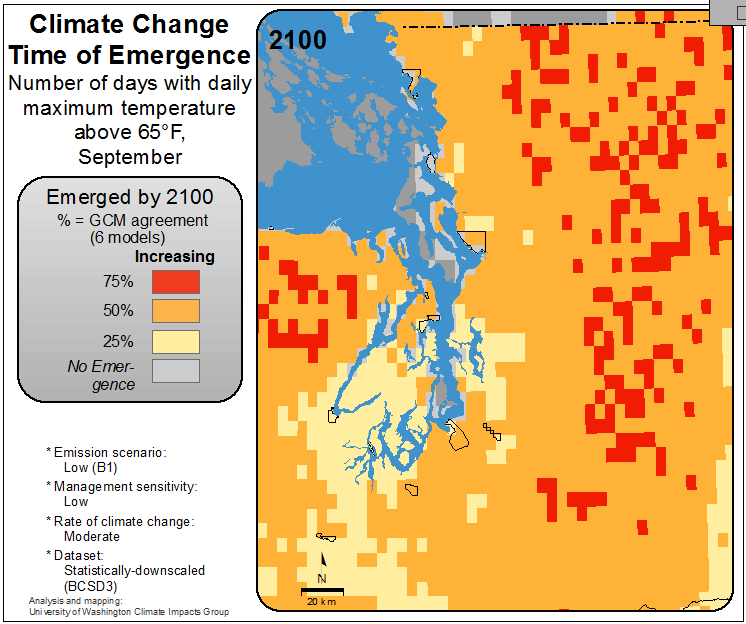 Climate Change
Time of Emergence
Number of days with daily
maximum temperature
above 65°F,
September
Emerged by 2100
% = GCM agreement
(6 models)
Increasing
75%
50%
25%
No Emer-
gence
* Emission scenario:
Low (B1)
* Management sensitivity:
Low
* Rate of climate change:
Moderate
* Dataset:
Statistically-downscaled
(BCSD3)
Analysis and mapping:
University of Washington Climate Impacts Group
2100
N
20 km